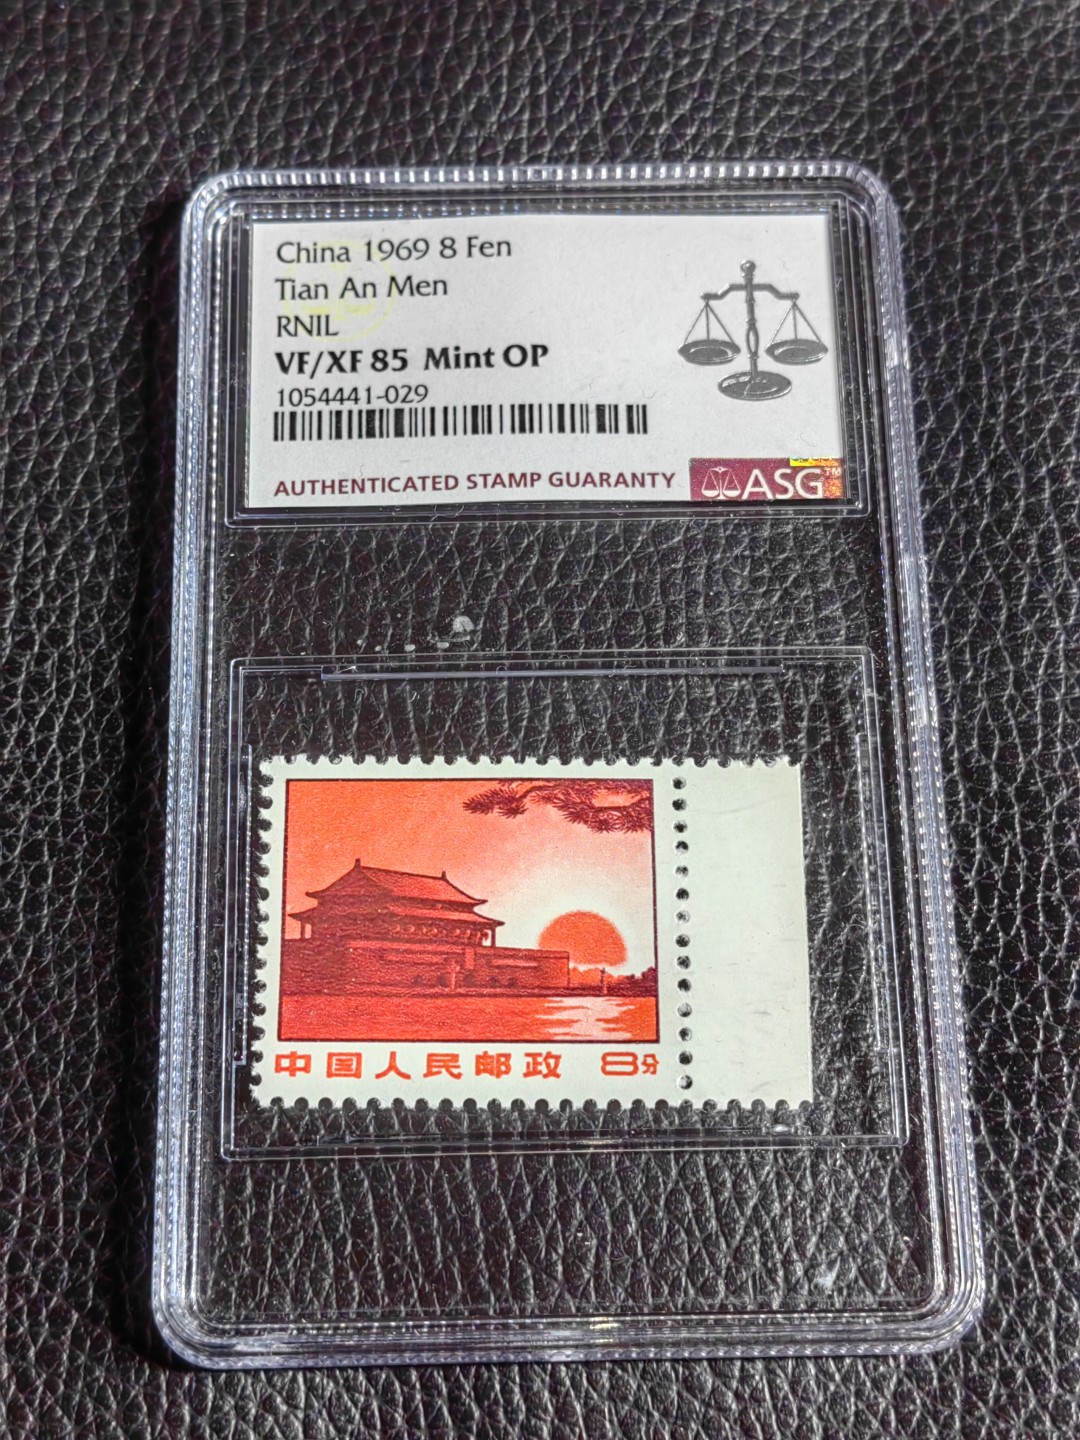 China 1969 8 Fen
Tian An Men
RNIL
VF/XF 85 Mint OP
1054441-029
AUTHENTICATED STAMP GUARANTY ASG™
中国人民邮政 8分